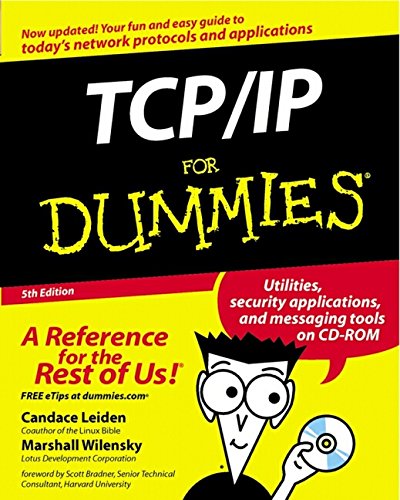 Now updated! Your fun and easy guide to
today's network protocols and applications
TCP/IP
FOR
DUMMIES®
5th Edition
Utilities,
security applications,
and messaging tools
on CD-ROM
A Reference
for the
Rest of Us!®
FREE eTips at dummies.com®
Candace Leiden
Coauthor of the Linux Bible
Marshall Wilensky
Lotus Development Corporation
foreword by Scott Bradner, Senior Technical
Consultant, Harvard University